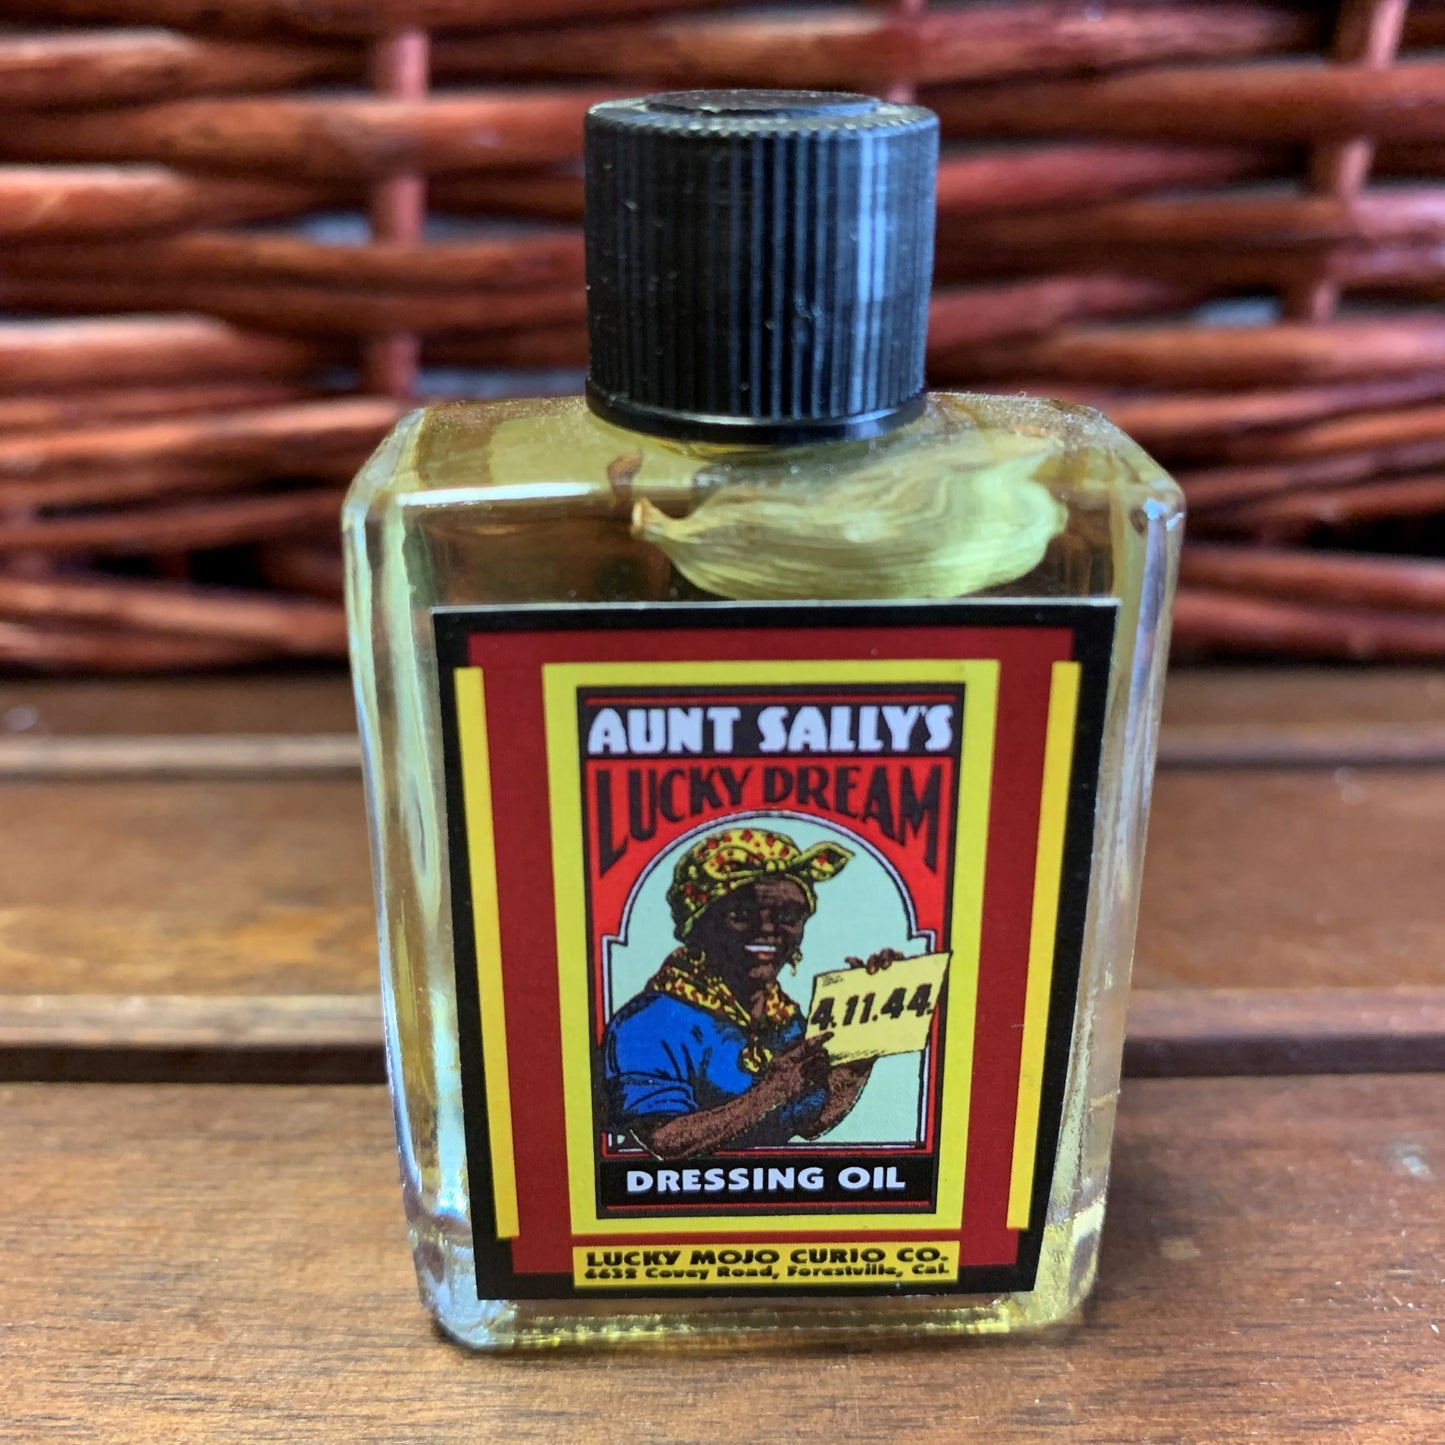 AUNT SALLY'S
LUCKY DREAM
4.11.44.
DRESSING OIL
LUCKY MOJO CURIO CO.
6632 Covey Road, Forestville, Cal.